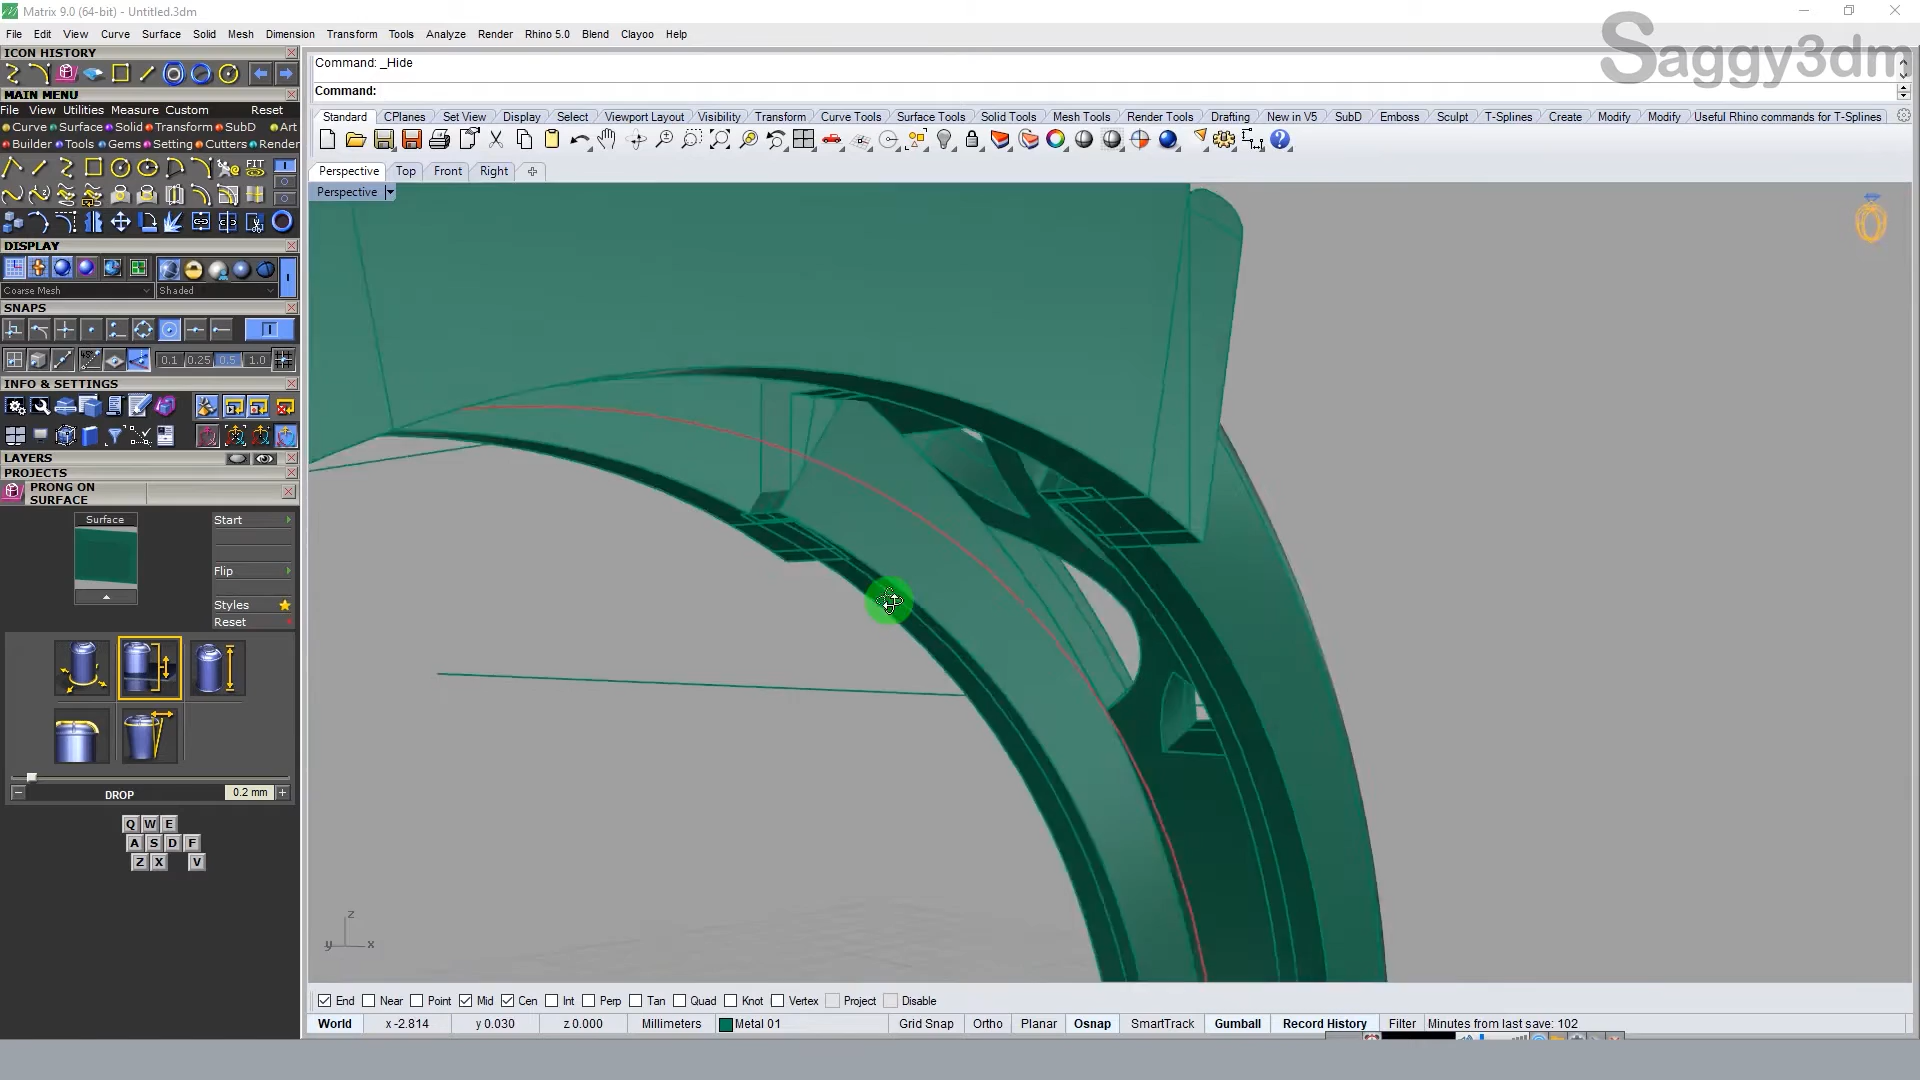 Matrix 9.0 (64-bit) - Untitled.3dm
File Edit View Curve Surface Solid Mesh Dimension Transform Tools Analyze Render Rhino 5.0 Blend Clayoo Help
Saggy3dm
ICON HISTORY
Command: _Hide
Command:
MAIN MENU
File View Utilities Measure Custom Reset
Curve Surface Solid Transform SubD Art
Builder Tools Gems Setting Cutters Render
Standard CPlanes Set View Display Select Viewport Layout Visibility Transform Curve Tools Surface Tools Solid Tools Mesh Tools Render Tools Drafting New in V5 SubD Emboss Sculpt T-Splines Create Modify Modify Useful Rhino commands for T-Splines
FIT
Perspective Top Front Right
Perspective
DISPLAY
Coarse Mesh Shaded
SNAPS
0.1 0.25 0.5 1.0
INFO & SETTINGS
LAYERS
PROJECTS
PRONG ON
SURFACE
Surface
Start
Flip
Styles
Reset
DROP 0.2 mm
Q W E
A S D F
Z X V
z
y x
End Near Point Mid Cen Int Perp Tan Quad Knot Vertex Project Disable
World x -2.814 y 0.030 z 0.000 Millimeters Metal 01 Grid Snap Ortho Planar Osnap SmartTrack Gumball Record History Filter Minutes from last save: 102